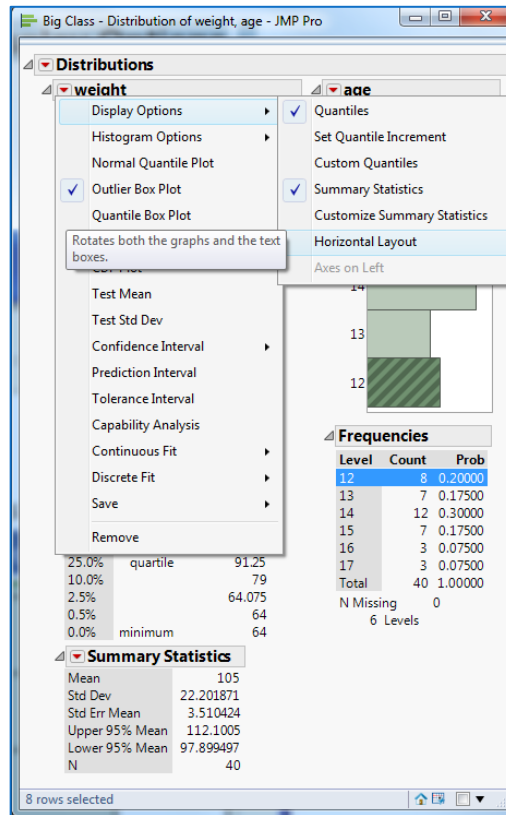 Big Class - Distribution of weight, age - JMP Pro
Distributions
weight
age
Display Options
Histogram Options
Normal Quantile Plot
Outlier Box Plot
Quantile Box Plot
Rotates both the graphs and the text
boxes.
Test Mean
Test Std Dev
Confidence Interval
Prediction Interval
Tolerance Interval
Capability Analysis
Continuous Fit
Discrete Fit
Save
Remove
Quantiles
Set Quantile Increment
Custom Quantiles
Summary Statistics
Customize Summary Statistics
Horizontal Layout
Axes on Left
14
13
12
Frequencies
Level Count Prob
12 8 0.20000
13 7 0.17500
14 12 0.30000
15 7 0.17500
16 3 0.07500
17 3 0.07500
Total 40 1.00000
N Missing 0
6 Levels
25.0% quartile 91.25
10.0% 79
2.5% 64.075
0.5% 64
0.0% minimum 64
Summary Statistics
Mean 105
Std Dev 22.201871
Std Err Mean 3.510424
Upper 95% Mean 112.1005
Lower 95% Mean 97.899497
N 40
8 rows selected